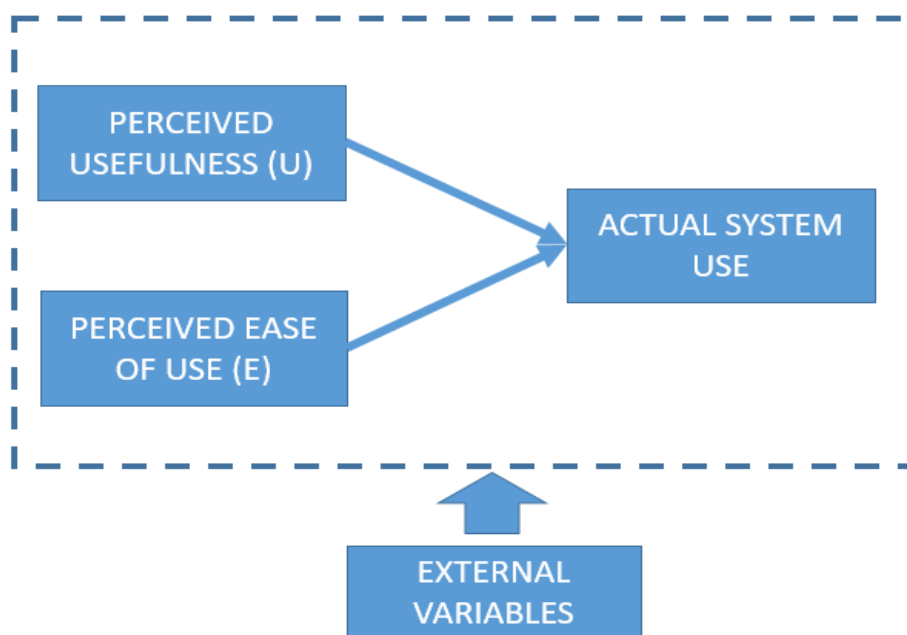 PERCEIVED
USEFULNESS (U)
ACTUAL SYSTEM
USE
PERCEIVED EASE
OF USE (E)
EXTERNAL
VARIABLES